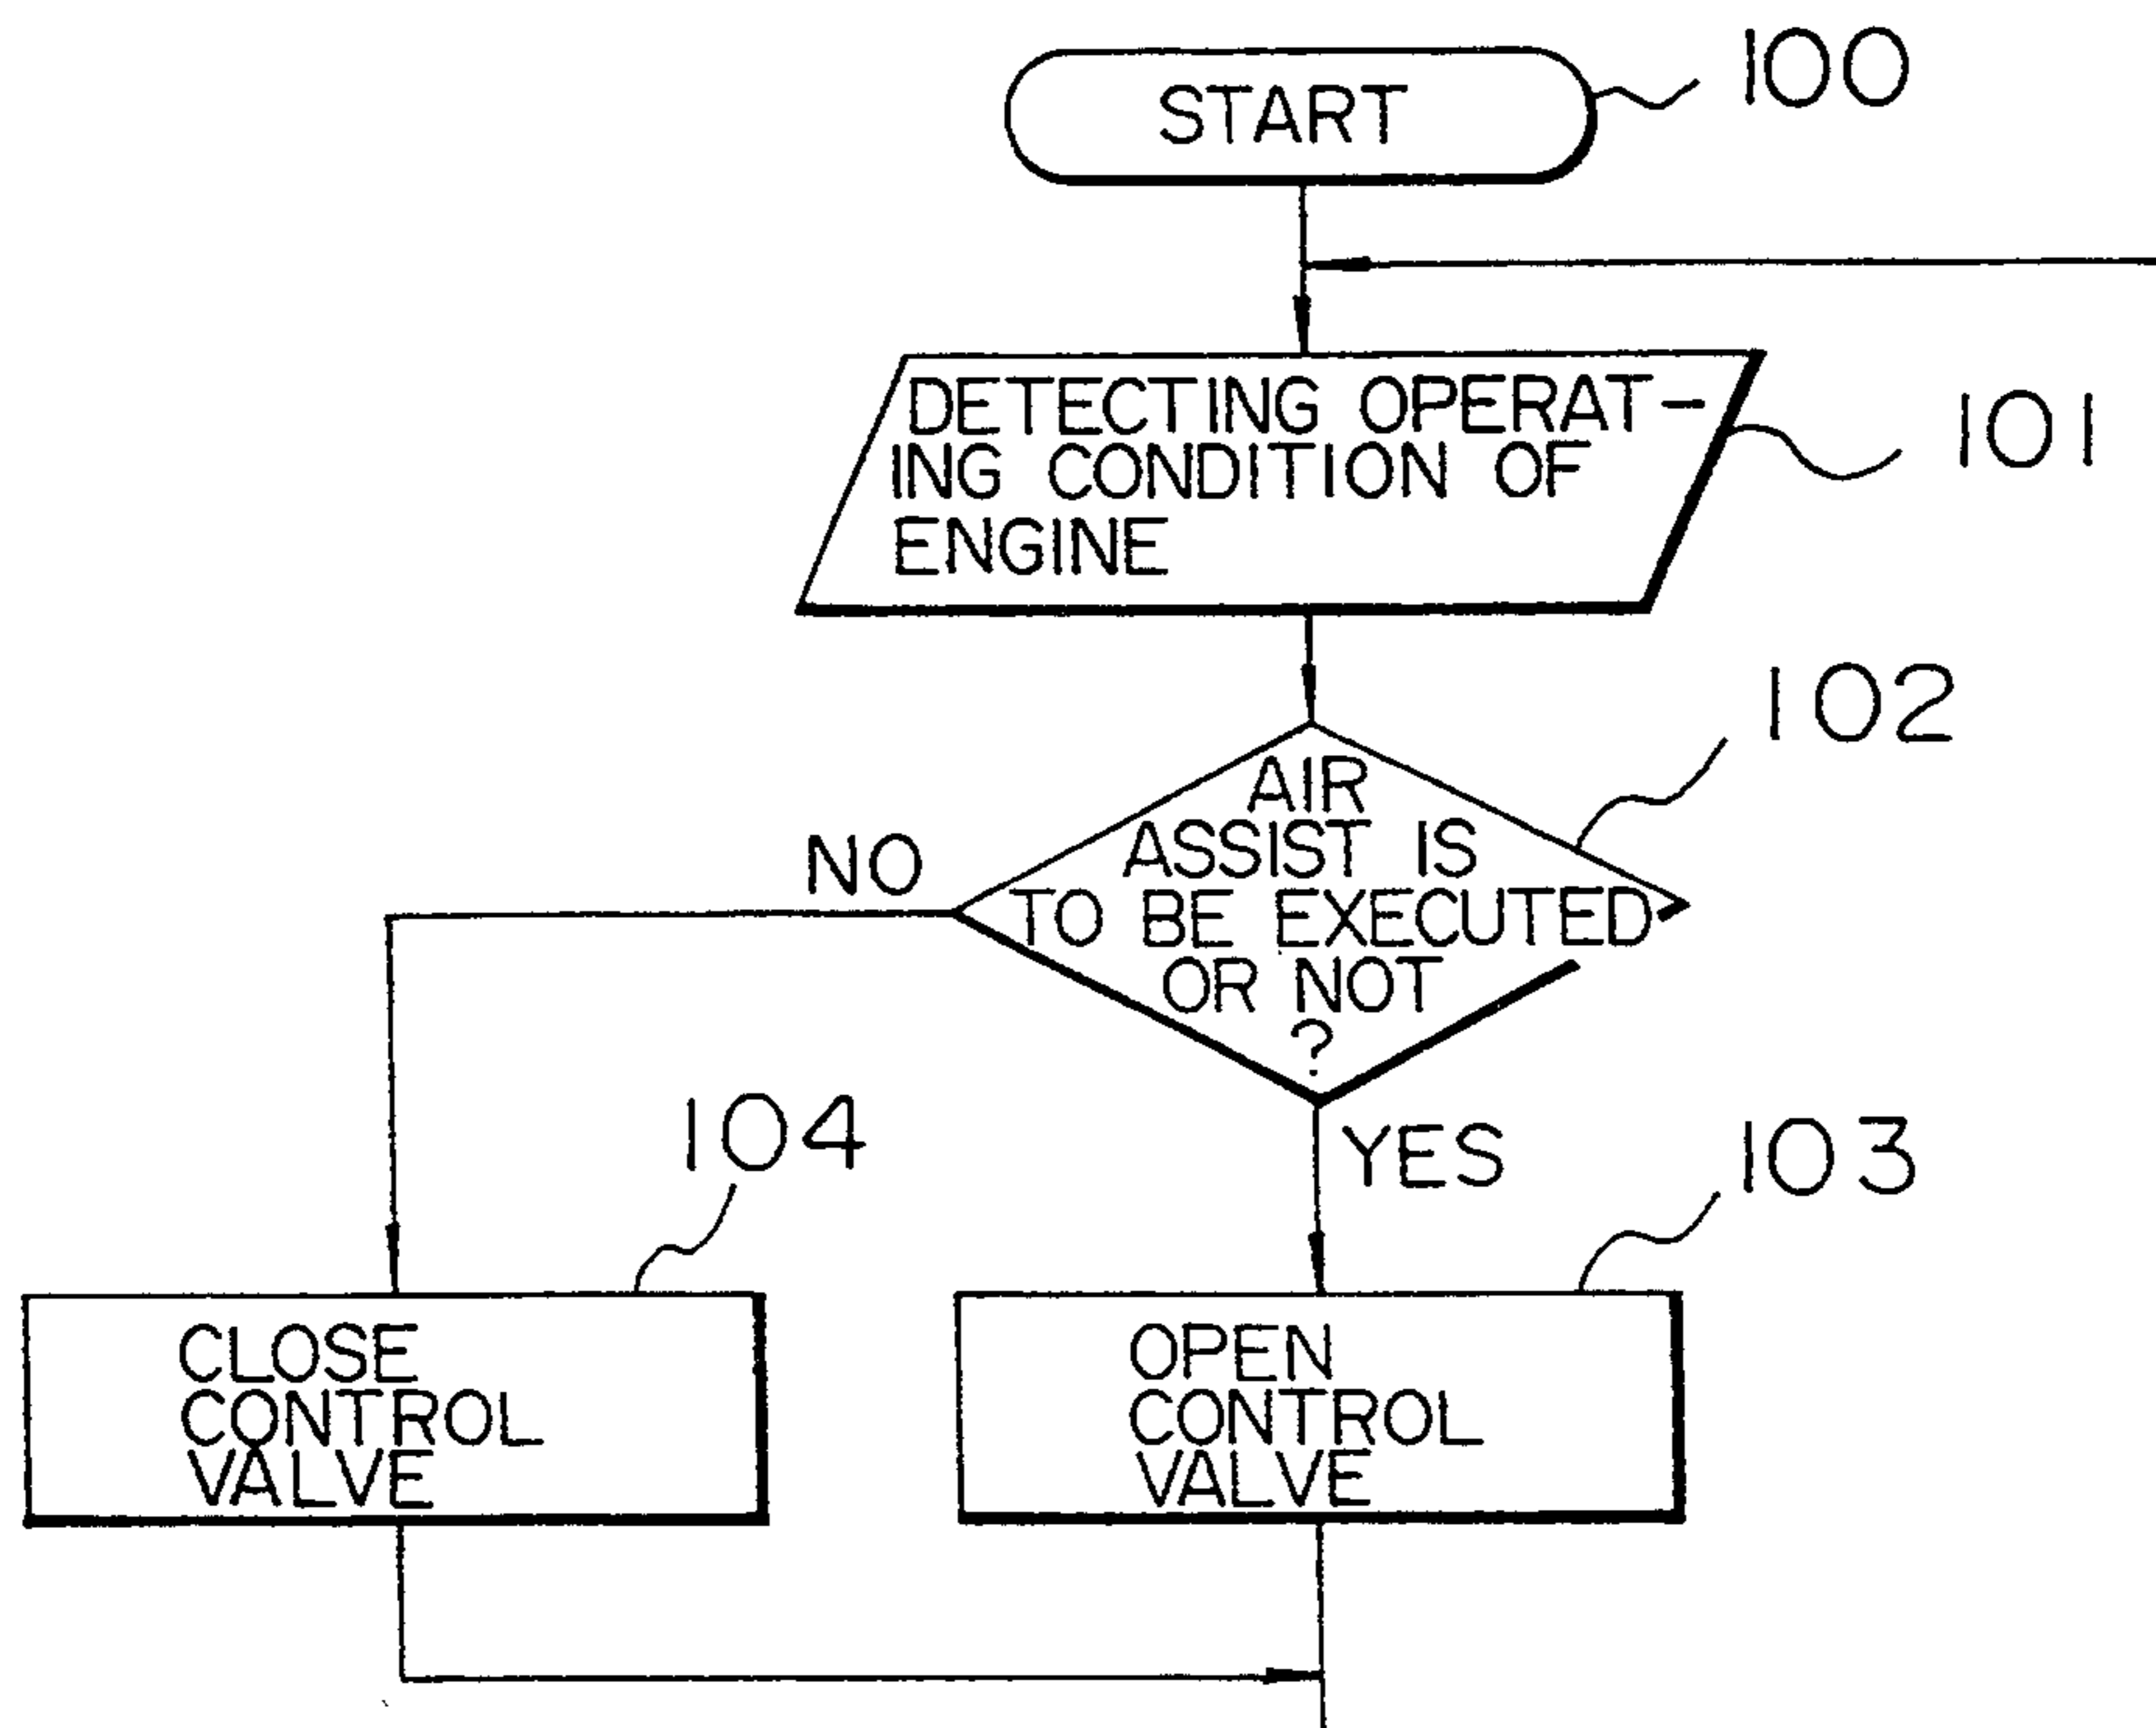 START
100
DETECTING OPERAT-
ING CONDITION OF
ENGINE
101
102
AIR
ASSIST IS
TO BE EXECUTED
OR NOT
?
NO
YES
104
103
CLOSE
CONTROL
VALVE
OPEN
CONTROL
VALVE